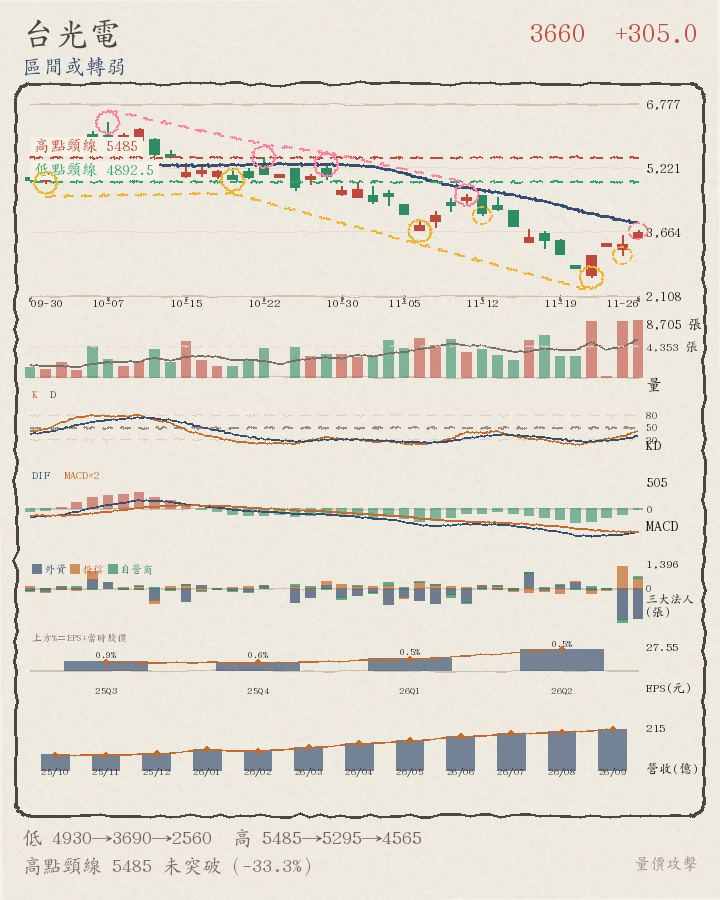 台光電
3660 +305.0
區間或轉弱
6,777
高點頸線 5485
低點頸線 4892.5
5,221
3,664
2,108
09-30 10-07 10-15 10-22 10-30 11-05 11-12 11-19 11-26
8,705 張
4,353 張
量
K D
80
50
20
KD
DIF MACD×2
505
0
MACD
外資 投信 自營商
1,396
0
三大法人
(張)
上方%=EPS÷當時股價
27.55
0.9% 0.6% 0.5% 0.5%
25Q3 25Q4 26Q1 26Q2
EPS(元)
215
25/10 25/11 25/12 26/01 26/02 26/03 26/04 26/05 26/06 26/07 26/08 26/09
營收(億)
低 4930→3690→2560 高 5485→5295→4565
高點頸線 5485 未突破 (-33.3%)
量價攻擊